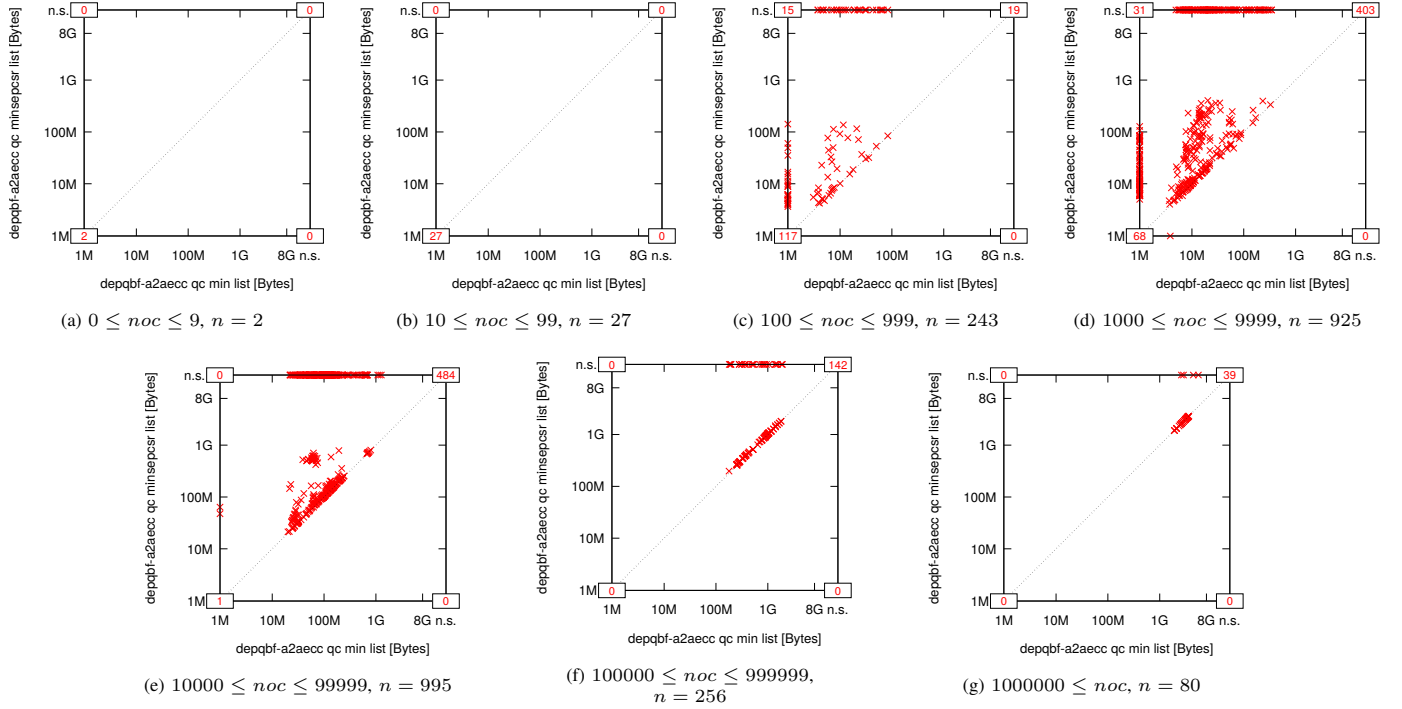 n.s.
8G
1G
100M
10M
1M
0
0
2
0
1M 10M 100M 1G 8G n.s.
depqbf-a2aecc qc minsepcsr list [Bytes]
depqbf-a2aecc qc min list [Bytes]
(a) 0 ≤ noc ≤ 9, n = 2
n.s.
8G
1G
100M
10M
1M
0
0
27
0
1M 10M 100M 1G 8G n.s.
depqbf-a2aecc qc minsepcsr list [Bytes]
depqbf-a2aecc qc min list [Bytes]
(b) 10 ≤ noc ≤ 99, n = 27
n.s.
8G
1G
100M
10M
1M
15
19
117
0
1M 10M 100M 1G 8G n.s.
depqbf-a2aecc qc minsepcsr list [Bytes]
depqbf-a2aecc qc min list [Bytes]
(c) 100 ≤ noc ≤ 999, n = 243
n.s.
8G
1G
100M
10M
1M
31
403
68
0
1M 10M 100M 1G 8G n.s.
depqbf-a2aecc qc minsepcsr list [Bytes]
depqbf-a2aecc qc min list [Bytes]
(d) 1000 ≤ noc ≤ 9999, n = 925
n.s.
8G
1G
100M
10M
1M
0
484
1
0
1M 10M 100M 1G 8G n.s.
depqbf-a2aecc qc minsepcsr list [Bytes]
depqbf-a2aecc qc min list [Bytes]
(e) 10000 ≤ noc ≤ 99999, n = 995
n.s.
8G
1G
100M
10M
1M
0
142
0
0
1M 10M 100M 1G 8G n.s.
depqbf-a2aecc qc minsepcsr list [Bytes]
depqbf-a2aecc qc min list [Bytes]
(f) 100000 ≤ noc ≤ 999999,
n = 256
n.s.
8G
1G
100M
10M
1M
0
39
0
0
1M 10M 100M 1G 8G n.s.
depqbf-a2aecc qc minsepcsr list [Bytes]
depqbf-a2aecc qc min list [Bytes]
(g) 1000000 ≤ noc, n = 80